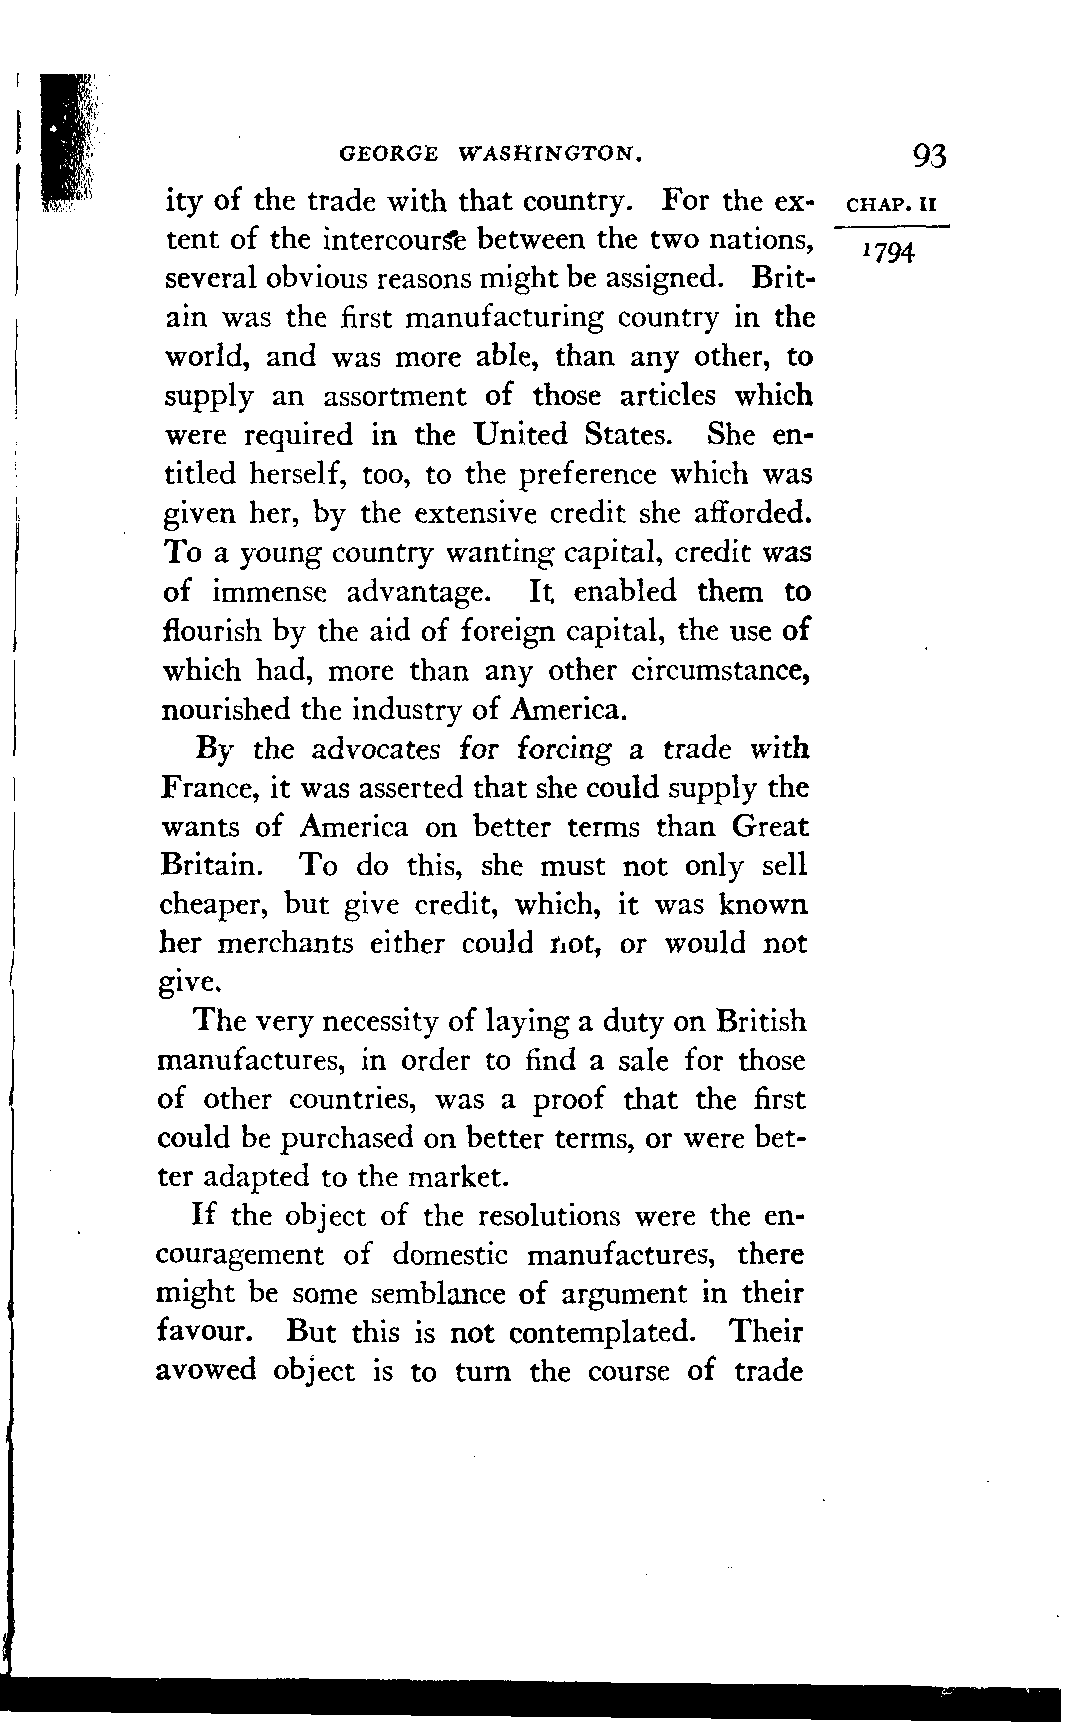 GEORGE WASHINGTON. 93
ity of the trade with that country. For the ex- CHAP. II
tent of the intercourse between the two nations, 1794
several obvious reasons might be assigned. Brit-
ain was the first manufacturing country in the
world, and was more able, than any other, to
supply an assortment of those articles which
were required in the United States. She en-
titled herself, too, to the preference which was
given her, by the extensive credit she afforded.
To a young country wanting capital, credit was
of immense advantage. It enabled them to
flourish by the aid of foreign capital, the use of
which had, more than any other circumstance,
nourished the industry of America.
By the advocates for forcing a trade with
France, it was asserted that she could supply the
wants of America on better terms than Great
Britain. To do this, she must not only sell
cheaper, but give credit, which, it was known
her merchants either could not, or would not
give.
The very necessity of laying a duty on British
manufactures, in order to find a sale for those
of other countries, was a proof that the first
could be purchased on better terms, or were bet-
ter adapted to the market.
If the object of the resolutions were the en-
couragement of domestic manufactures, there
might be some semblance of argument in their
favour. But this is not contemplated. Their
avowed object is to turn the course of trade